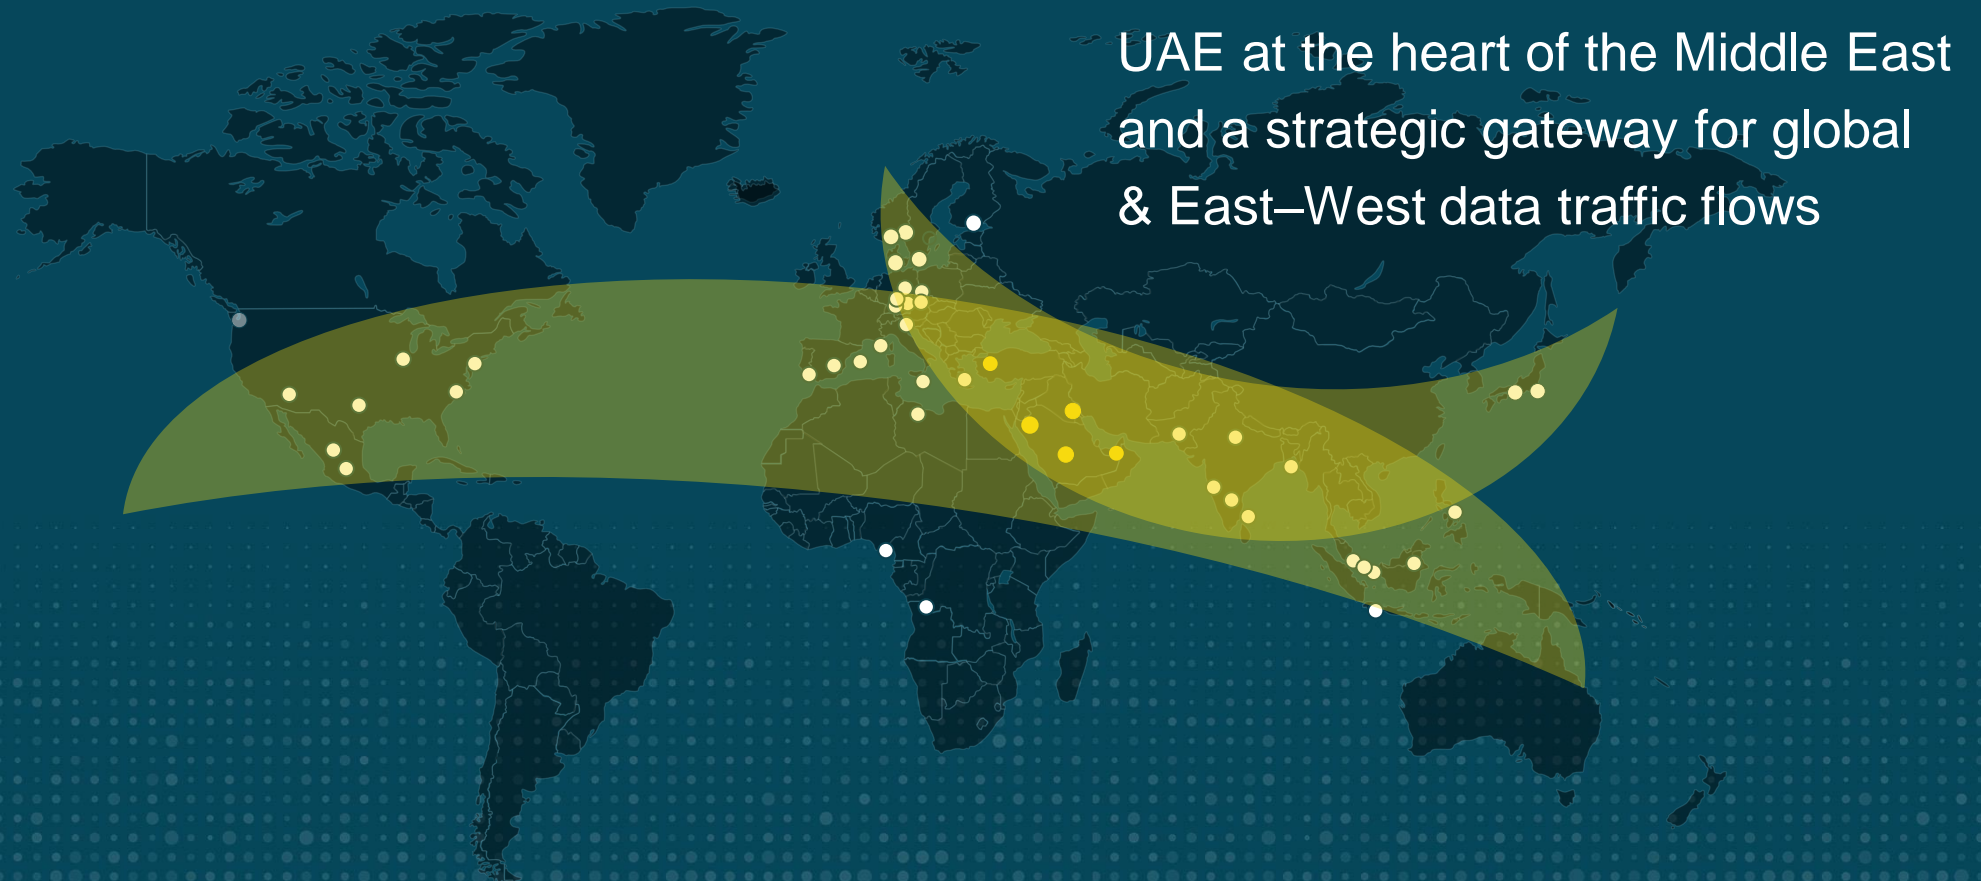 UAE at the heart of the Middle East
and a strategic gateway for global
& East–West data traffic flows